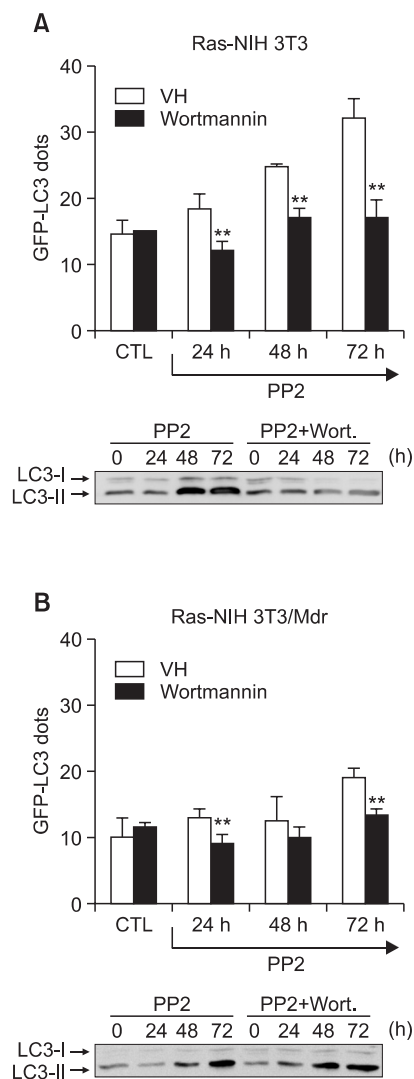 A
Ras-NIH 3T3
40
30
20
10
0
GFP-LC3 dots
VH
Wortmannin
** ** **
CTL 24 h 48 h 72 h
PP2
PP2 PP2+Wort.
0 24 48 72 0 24 48 72 (h)
LC3-I
LC3-II
B
Ras-NIH 3T3/Mdr
40
30
20
10
0
GFP-LC3 dots
VH
Wortmannin
** **
CTL 24 h 48 h 72 h
PP2
PP2 PP2+Wort.
0 24 48 72 0 24 48 72 (h)
LC3-I
LC3-II